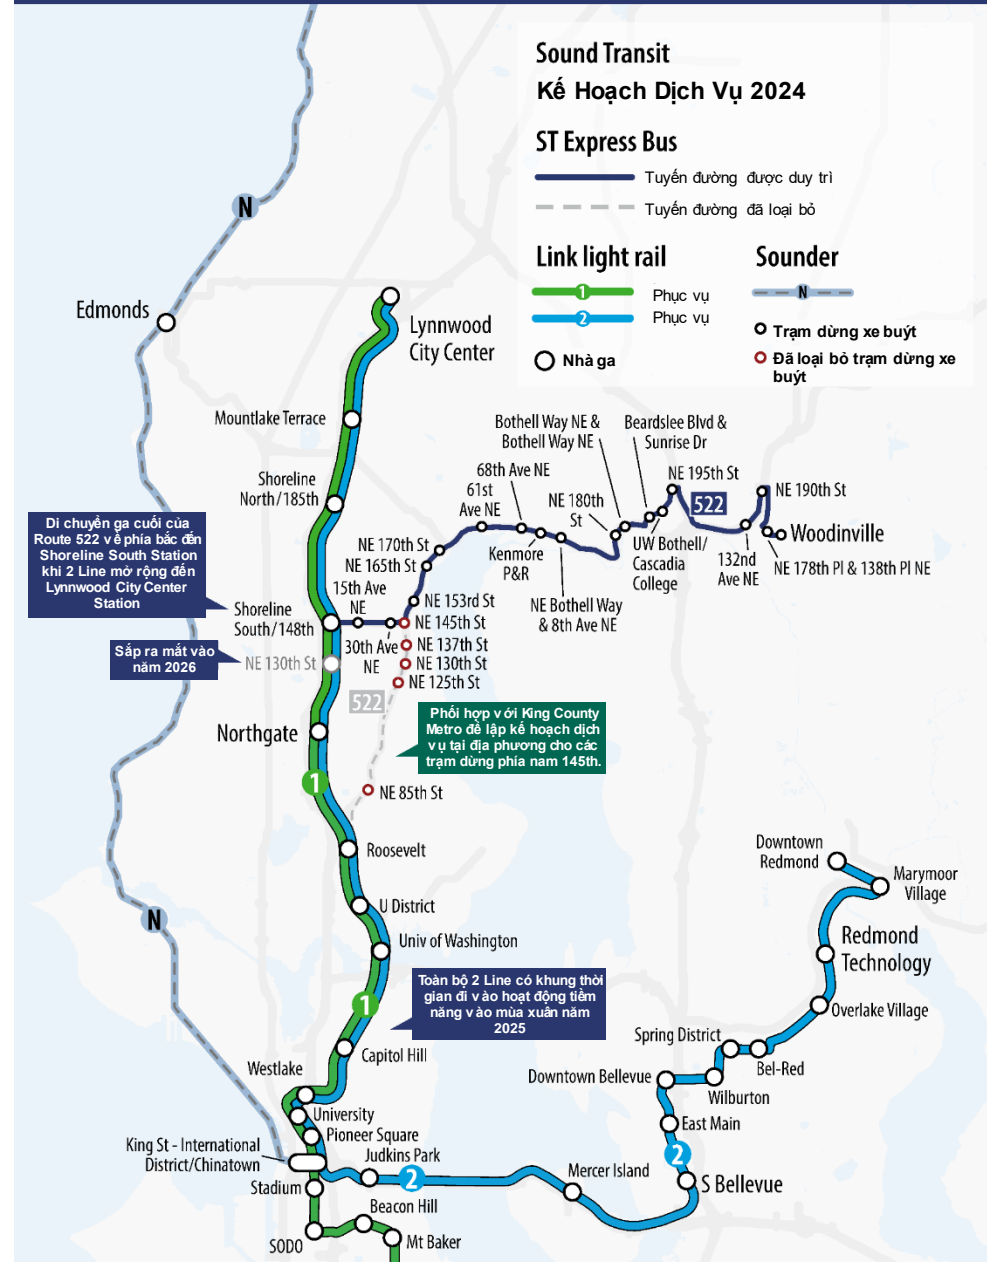 Sound Transit
Kế Hoạch Dịch Vụ 2024
ST Express Bus
Tuyến đường được duy trì
Tuyến đường đã loại bỏ
Link light rail
1
Phục vụ
2
Phục vụ
Nhà ga
Sounder
N
Trạm dừng xe buýt
Đã loại bỏ trạm dừng xe
buýt
N
Edmonds
Lynnwood
City Center
Mountlake Terrace
Shoreline
North/185th
Bothell Way NE &
Bothell Way NE
Beardslee Blvd &
Sunrise Dr
68th Ave NE
61st
Ave NE
NE 180th
St
NE 195th St
522
NE 190th St
Woodinville
NE 178th Pl & 138th Pl NE
132nd
Ave NE
UW Bothell/
Cascadia
College
Kenmore
P&R
NE Bothell Way
& 8th Ave NE
NE 170th St
NE 165th St
15th Ave
NE
NE 153rd St
NE 145th St
30th Ave
NE
NE 137th St
NE 130th St
NE 125th St
522
Di chuyển ga cuối của
Route 522 về phía bắc đến
Shoreline South Station
khi 2 Line mở rộng đến
Lynnwood City Center
Station
Shoreline
South/148th
Sắp ra mắt vào
năm 2026
NE 130th St
Northgate
Phối hợp với King County
Metro để lập kế hoạch dịch
vụ tại địa phương cho các
trạm dừng phía nam 145th.
1
NE 85th St
Roosevelt
U District
N
Univ of Washington
Toàn bộ 2 Line có khung thời
gian đi vào hoạt động tiềm
năng vào mùa xuân năm
2025
1
Capitol Hill
Westlake
University
Pioneer Square
King St - International
District/Chinatown
Judkins Park
2
Stadium
Beacon Hill
SODO
Mt Baker
Mercer Island
Downtown
Redmond
Marymoor
Village
Redmond
Technology
Overlake Village
Spring District
Bel-Red
Downtown Bellevue
Wilburton
East Main
2
S Bellevue